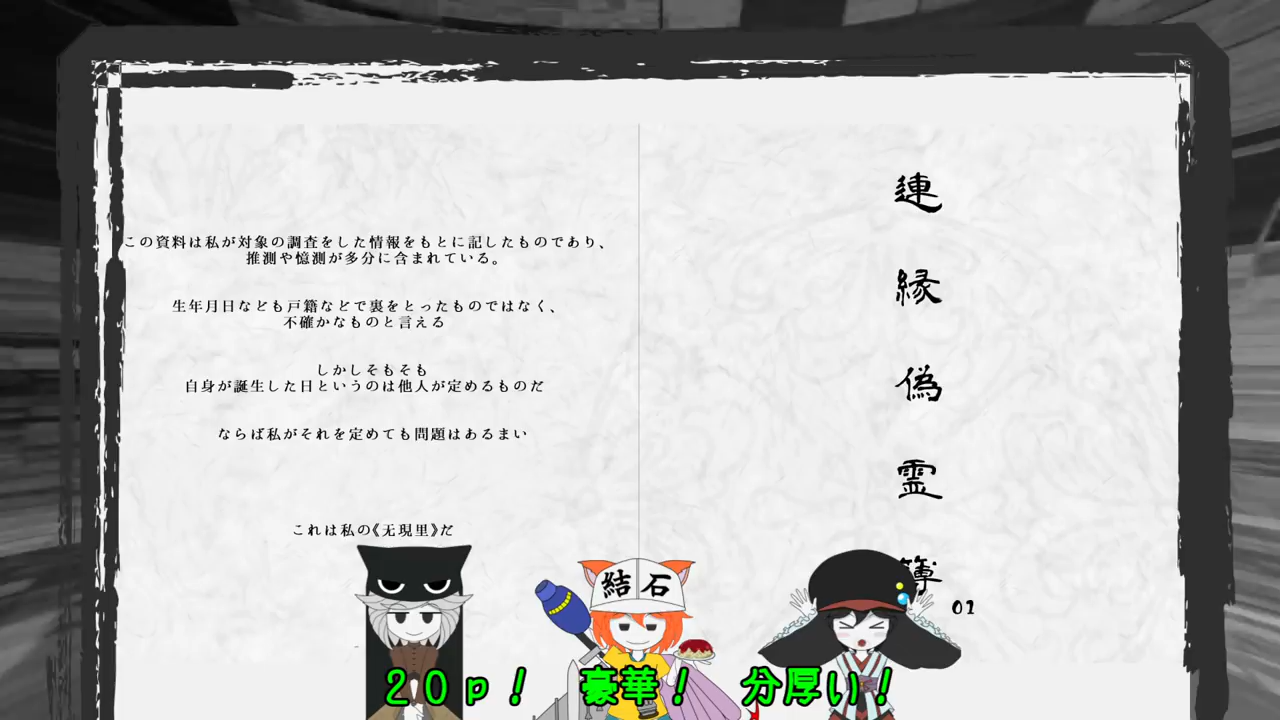 連縁偽霊簿
01
この資料は私が対象の調査をした情報をもとに記したものであり、
推測や憶測が多分に含まれている。
生年月日なども戸籍などで裏をとったものではなく、
不確かなものと言える
しかしそもそも
自身が誕生した日というのは他人が定めるものだ
ならば私がそれを定めても問題はあるまい
これは私の《无現里》だ
結石
20p！　豪華！　分厚い！